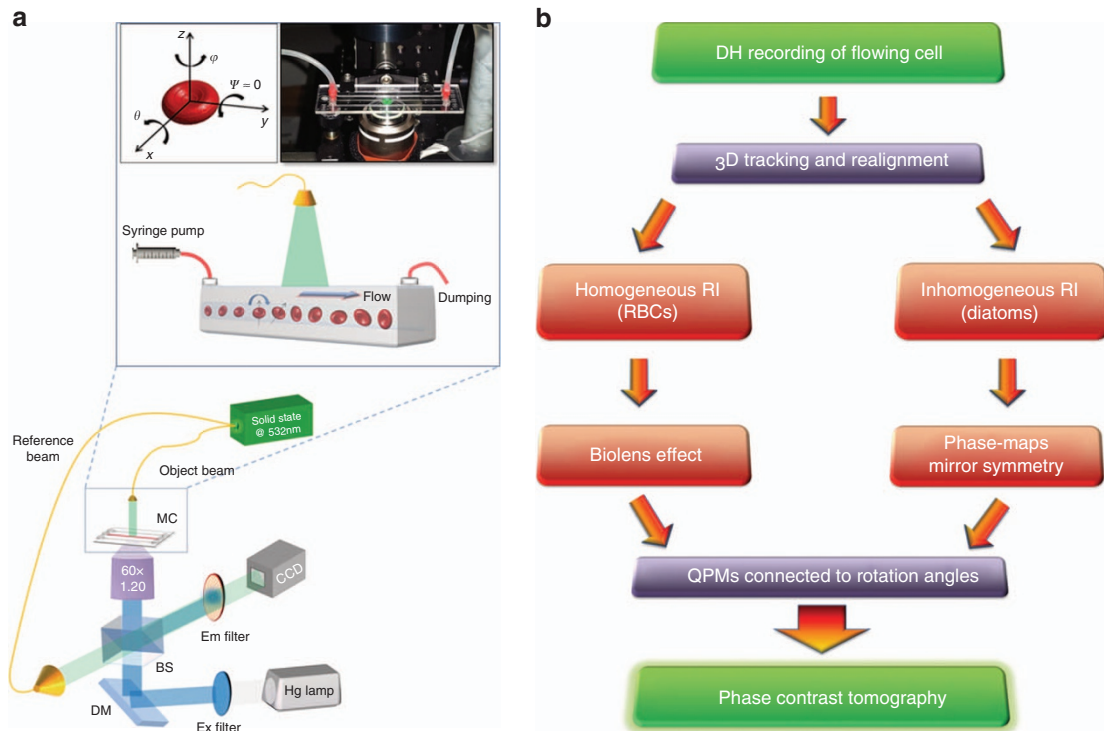 a
z
φ
Ψ = 0
θ
y
x
Syringe pump
Flow
Dumping
Solid state
@ 532nm
Reference
beam
Object beam
MC
60×
1.20
CCD
Em filter
BS
Hg lamp
DM
Ex filter
b
DH recording of flowing cell
3D tracking and realignment
Homogeneous RI
(RBCs)
Inhomogeneous RI
(diatoms)
Biolens effect
Phase-maps
mirror symmetry
QPMs connected to rotation angles
Phase contrast tomography